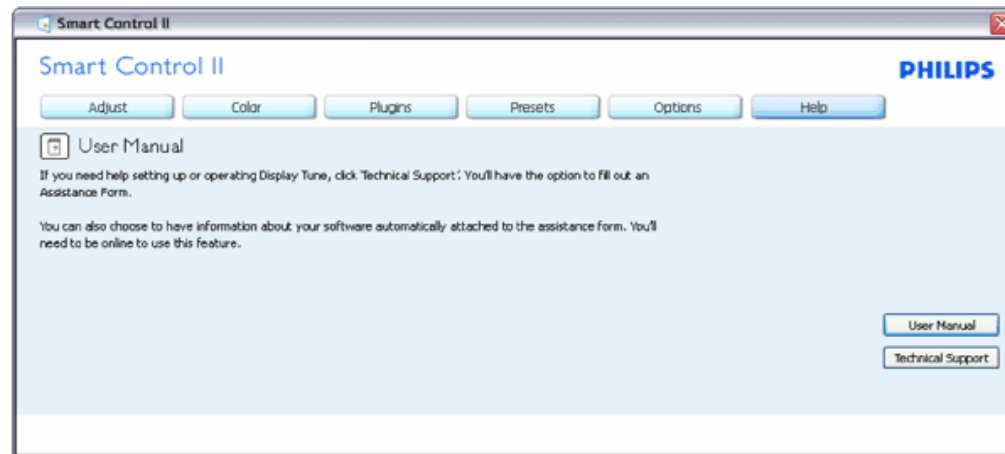 Smart Control II
Smart Control II
PHILIPS
Adjust Color Plugins Presets Options Help
User Manual
If you need help setting up or operating Display Tune, click 'Technical Support'. You'll have the option to fill out an
Assistance Form.
You can also choose to have information about your software automatically attached to the assistance form. You'll
need to be online to use this feature.
User Manual
Technical Support